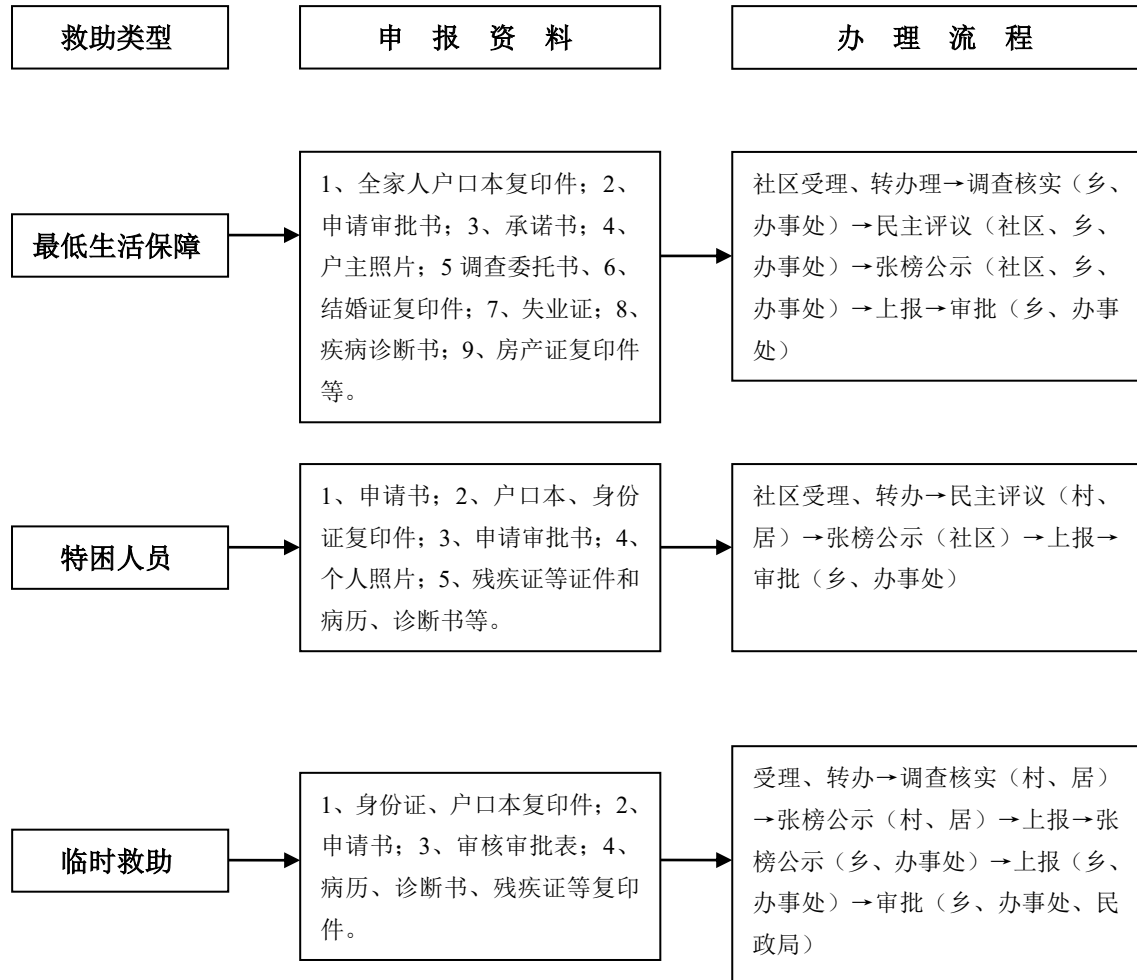 救助类型
申 报 资 料
办 理 流 程
最低生活保障
1、全家人户口本复印件；2、
申请审批书；3、承诺书；4、
户主照片；5 调查委托书、6、
结婚证复印件；7、失业证；8、
疾病诊断书；9、房产证复印件
等。
社区受理、转办理→调查核实（乡、
办事处）→民主评议（社区、乡、
办事处）→张榜公示（社区、乡、
办事处）→上报→审批（乡、办事
处）
特困人员
1、申请书；2、户口本、身份
证复印件；3、申请审批书；4、
个人照片；5、残疾证等证件和
病历、诊断书等。
社区受理、转办→民主评议（村、
居）→张榜公示（社区）→上报→
审批（乡、办事处）
临时救助
1、身份证、户口本复印件；2、
申请书；3、审核审批表；4、
病历、诊断书、残疾证等复印
件。
受理、转办→调查核实（村、居）
→张榜公示（村、居）→上报→张
榜公示（乡、办事处）→上报（乡、
办事处）→审批（乡、办事处、民
政局）